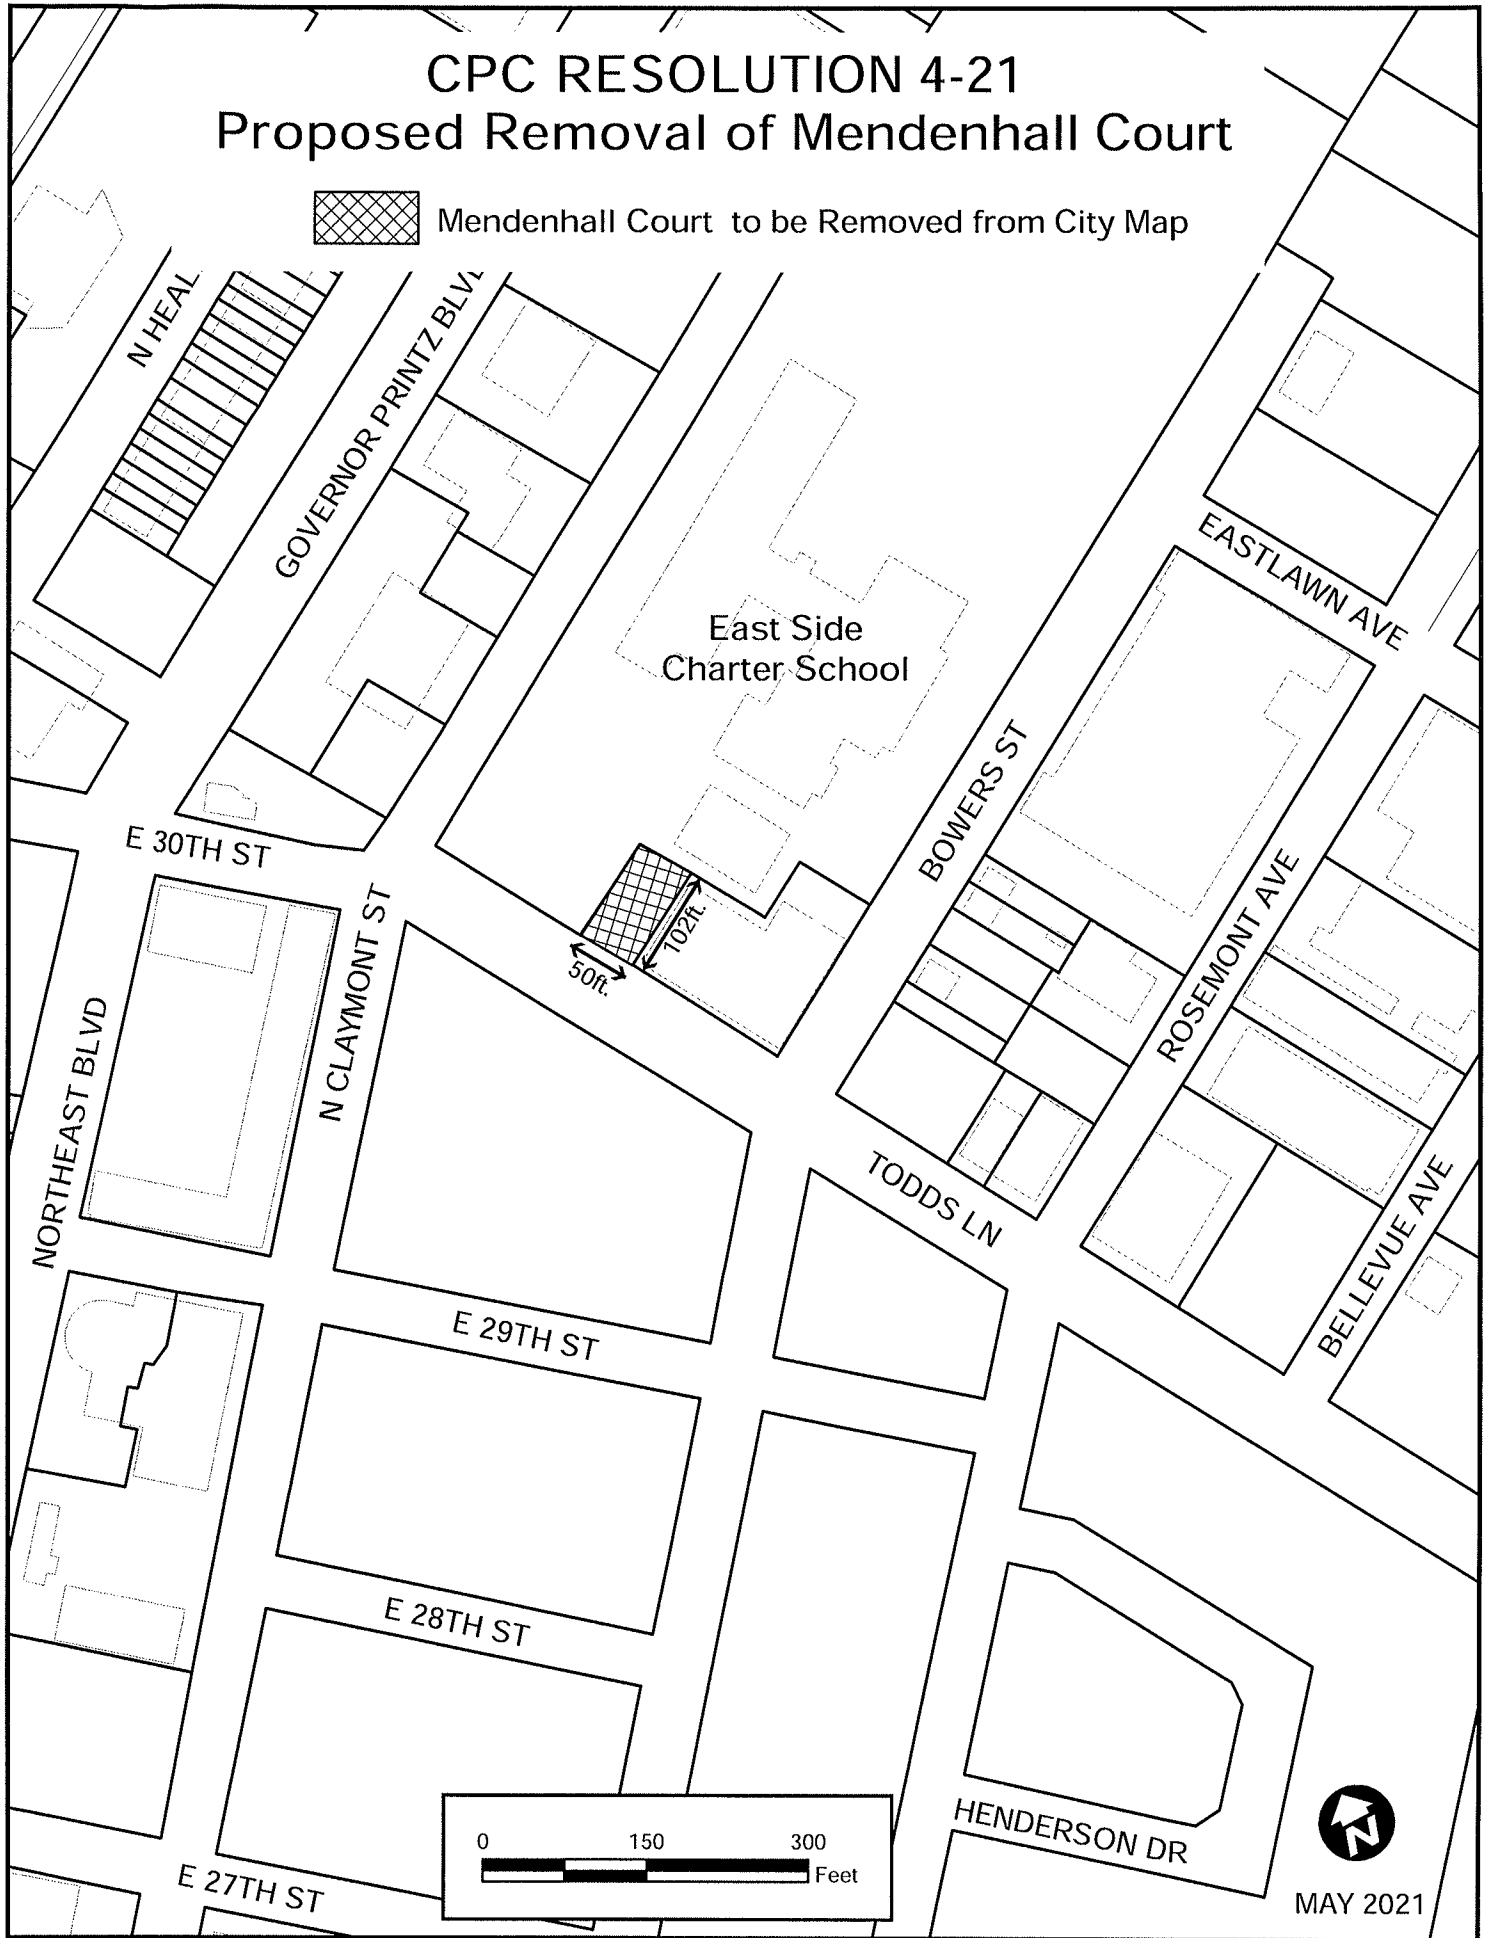 CPC RESOLUTION 4-21
Proposed Removal of Mendenhall Court
Mendenhall Court to be Removed from City Map
N HEAL
GOVERNOR PRINTZ BLVD
EASTLAWN AVE
East Side
Charter School
BOWERS ST
E 30TH ST
N CLAYMONT ST
102ft.
50ft.
ROSEMONT AVE
NORTHEAST BLVD
TODDS LN
BELLEVUE AVE
E 29TH ST
E 28TH ST
0 150 300
Feet
HENDERSON DR
E 27TH ST
N
MAY 2021